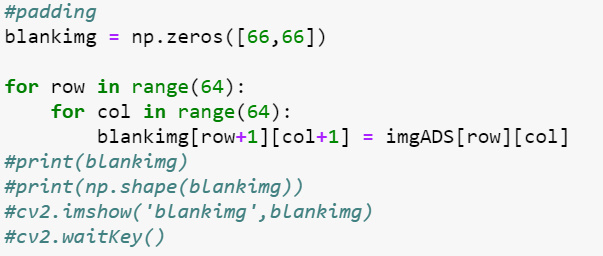 #padding
blankimg = np.zeros([66,66])

for row in range(64):
    for col in range(64):
        blankimg[row+1][col+1] = imgADS[row][col]
#print(blankimg)
#print(np.shape(blankimg))
#cv2.imshow('blankimg',blankimg)
#cv2.waitKey()